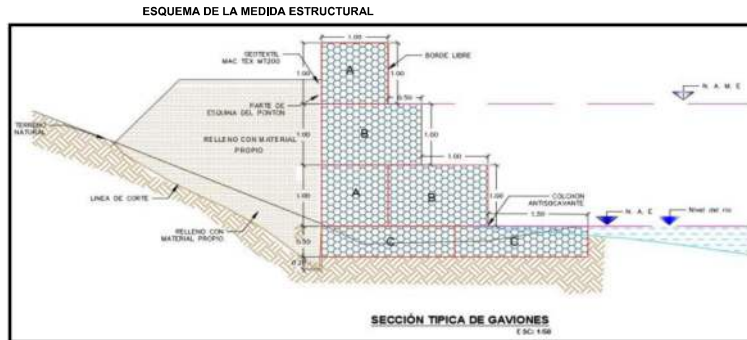 ESQUEMA DE LA MEDIDA ESTRUCTURAL
1.00
GEOTEXTIL
MAC TEX MT200
1.00
A
1.00
BORDE LIBRE
0.50
N. A. M. E
PARTE DE
ESQUINA DEL PONTON
TERRENO
NATURAL
RELLENO CON MATERIAL
PROPIO
1.00
B
1.00
1.00
LINEA DE CORTE
1.00
A
B
1.00
COLCHON
ANTISOCAVANTE
1.50
N. A. E
Nivel del rio
RELLENO CON
MATERIAL PROPIO
0.50
C
C
SECCIÓN TIPICA DE GAVIONES
ESC: 1:50